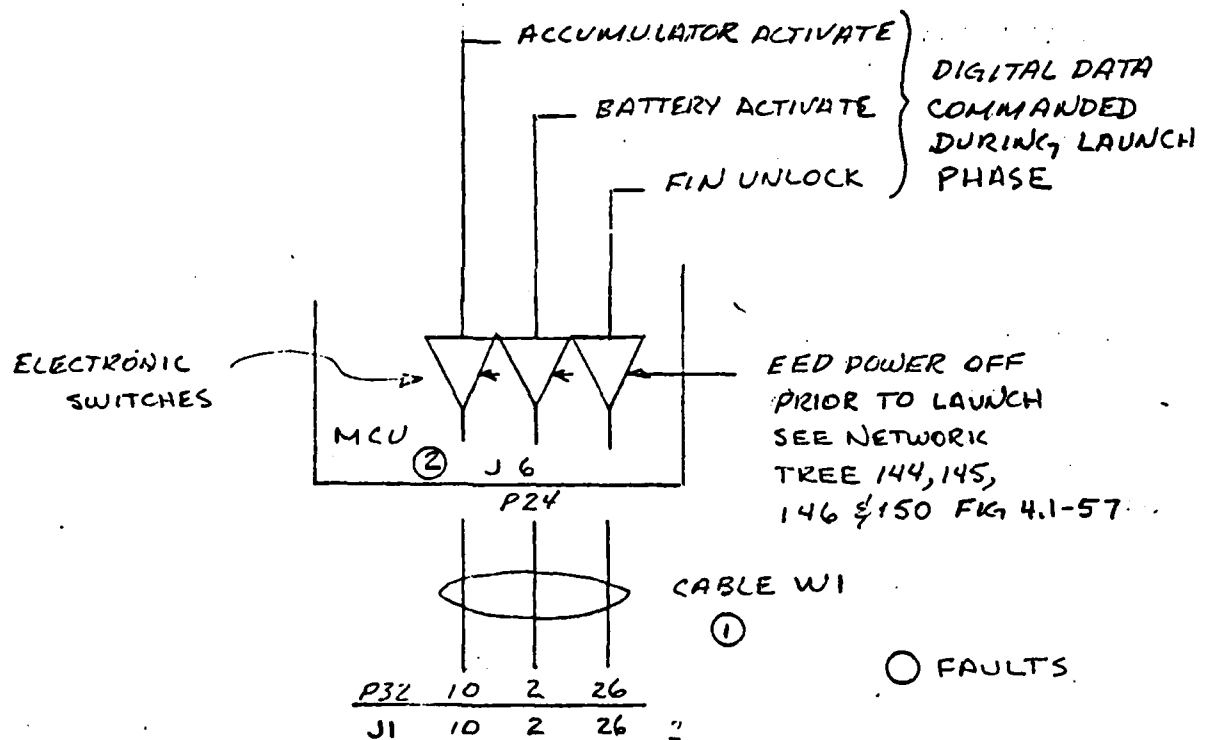 ACCUMULATOR ACTIVATE
BATTERY ACTIVATE
FIN UNLOCK
DIGITAL DATA
COMMANDED
DURING LAUNCH
PHASE
ELECTRONIC
SWITCHES
EED POWER OFF
PRIOR TO LAUNCH
SEE NETWORK
TREE 144, 145,
146 & 150 FIG 4.1-57
MCU
2 J6
P24
CABLE W1
1
FAULTS
P32 10 2 26
J1 10 2 26